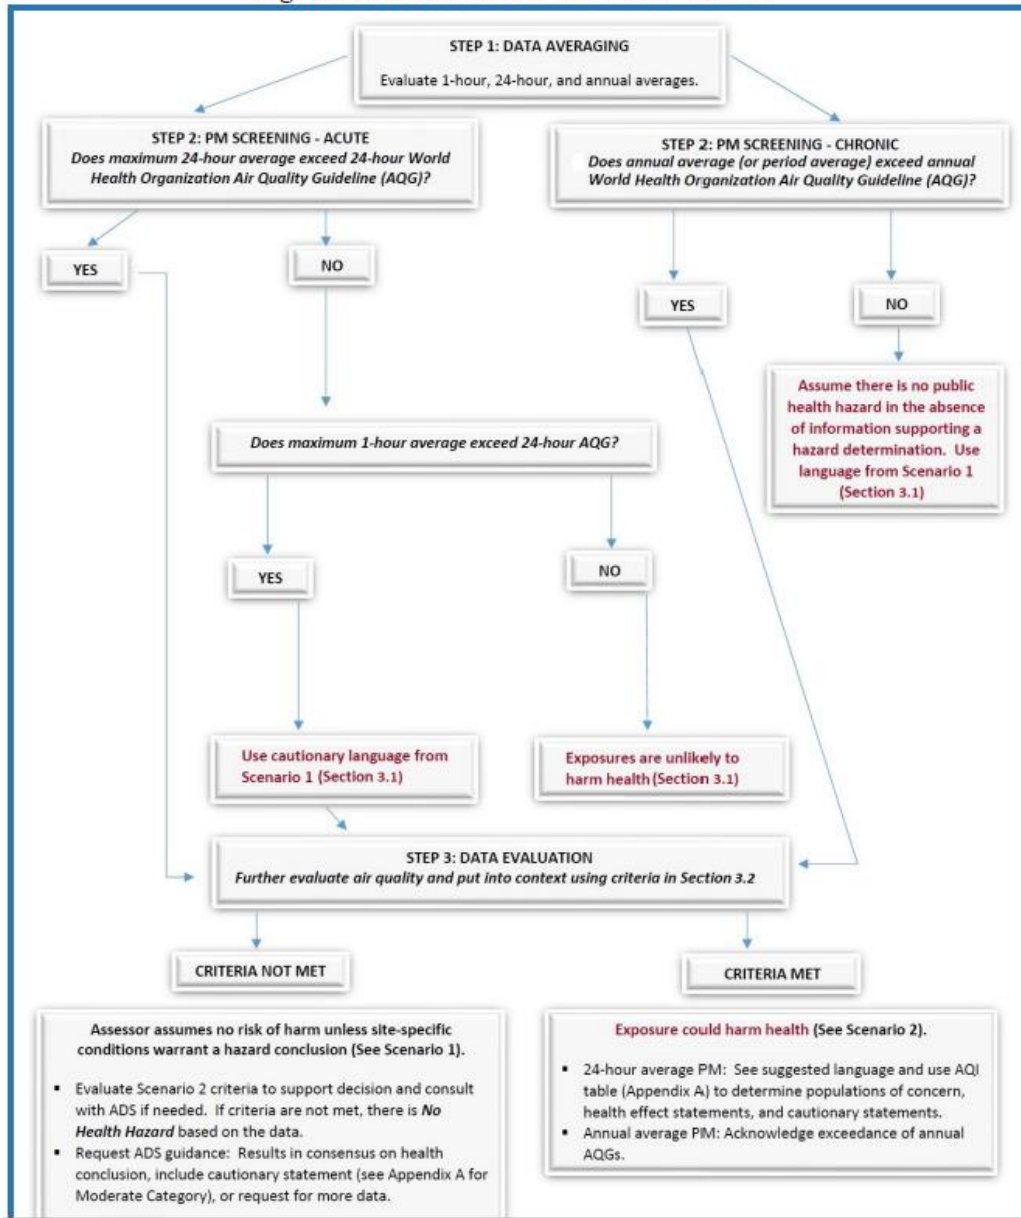 STEP 1: DATA AVERAGING
Evaluate 1-hour, 24-hour, and annual averages.
STEP 2: PM SCREENING - ACUTE
Does maximum 24-hour average exceed 24-hour World
Health Organization Air Quality Guideline (AQG)?
STEP 2: PM SCREENING - CHRONIC
Does annual average (or period average) exceed annual
World Health Organization Air Quality Guideline (AQG)?
YES
NO
YES
NO
Assume there is no public
health hazard in the absence
of information supporting a
hazard determination. Use
language from Scenario 1
(Section 3.1)
Does maximum 1-hour average exceed 24-hour AQG?
YES
NO
Use cautionary language from
Scenario 1 (Section 3.1)
Exposures are unlikely to
harm health (Section 3.1)
STEP 3: DATA EVALUATION
Further evaluate air quality and put into context using criteria in Section 3.2
CRITERIA NOT MET
CRITERIA MET
Assessor assumes no risk of harm unless site-specific
conditions warrant a hazard conclusion (See Scenario 1).
▪ Evaluate Scenario 2 criteria to support decision and consult
with ADS if needed. If criteria are not met, there is No
Health Hazard based on the data.
▪ Request ADS guidance: Results in consensus on health
conclusion, include cautionary statement (see Appendix A for
Moderate Category), or request for more data.
Exposure could harm health (See Scenario 2).
▪ 24-hour average PM: See suggested language and use AQI
table (Appendix A) to determine populations of concern,
health effect statements, and cautionary statements.
▪ Annual average PM: Acknowledge exceedance of annual
AQGs.